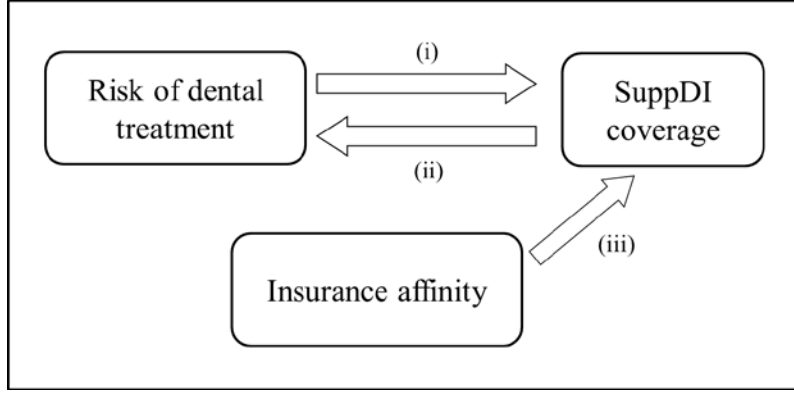 Risk of dental
treatment
(i)
(ii)
SuppDI
coverage
Insurance affinity
(iii)